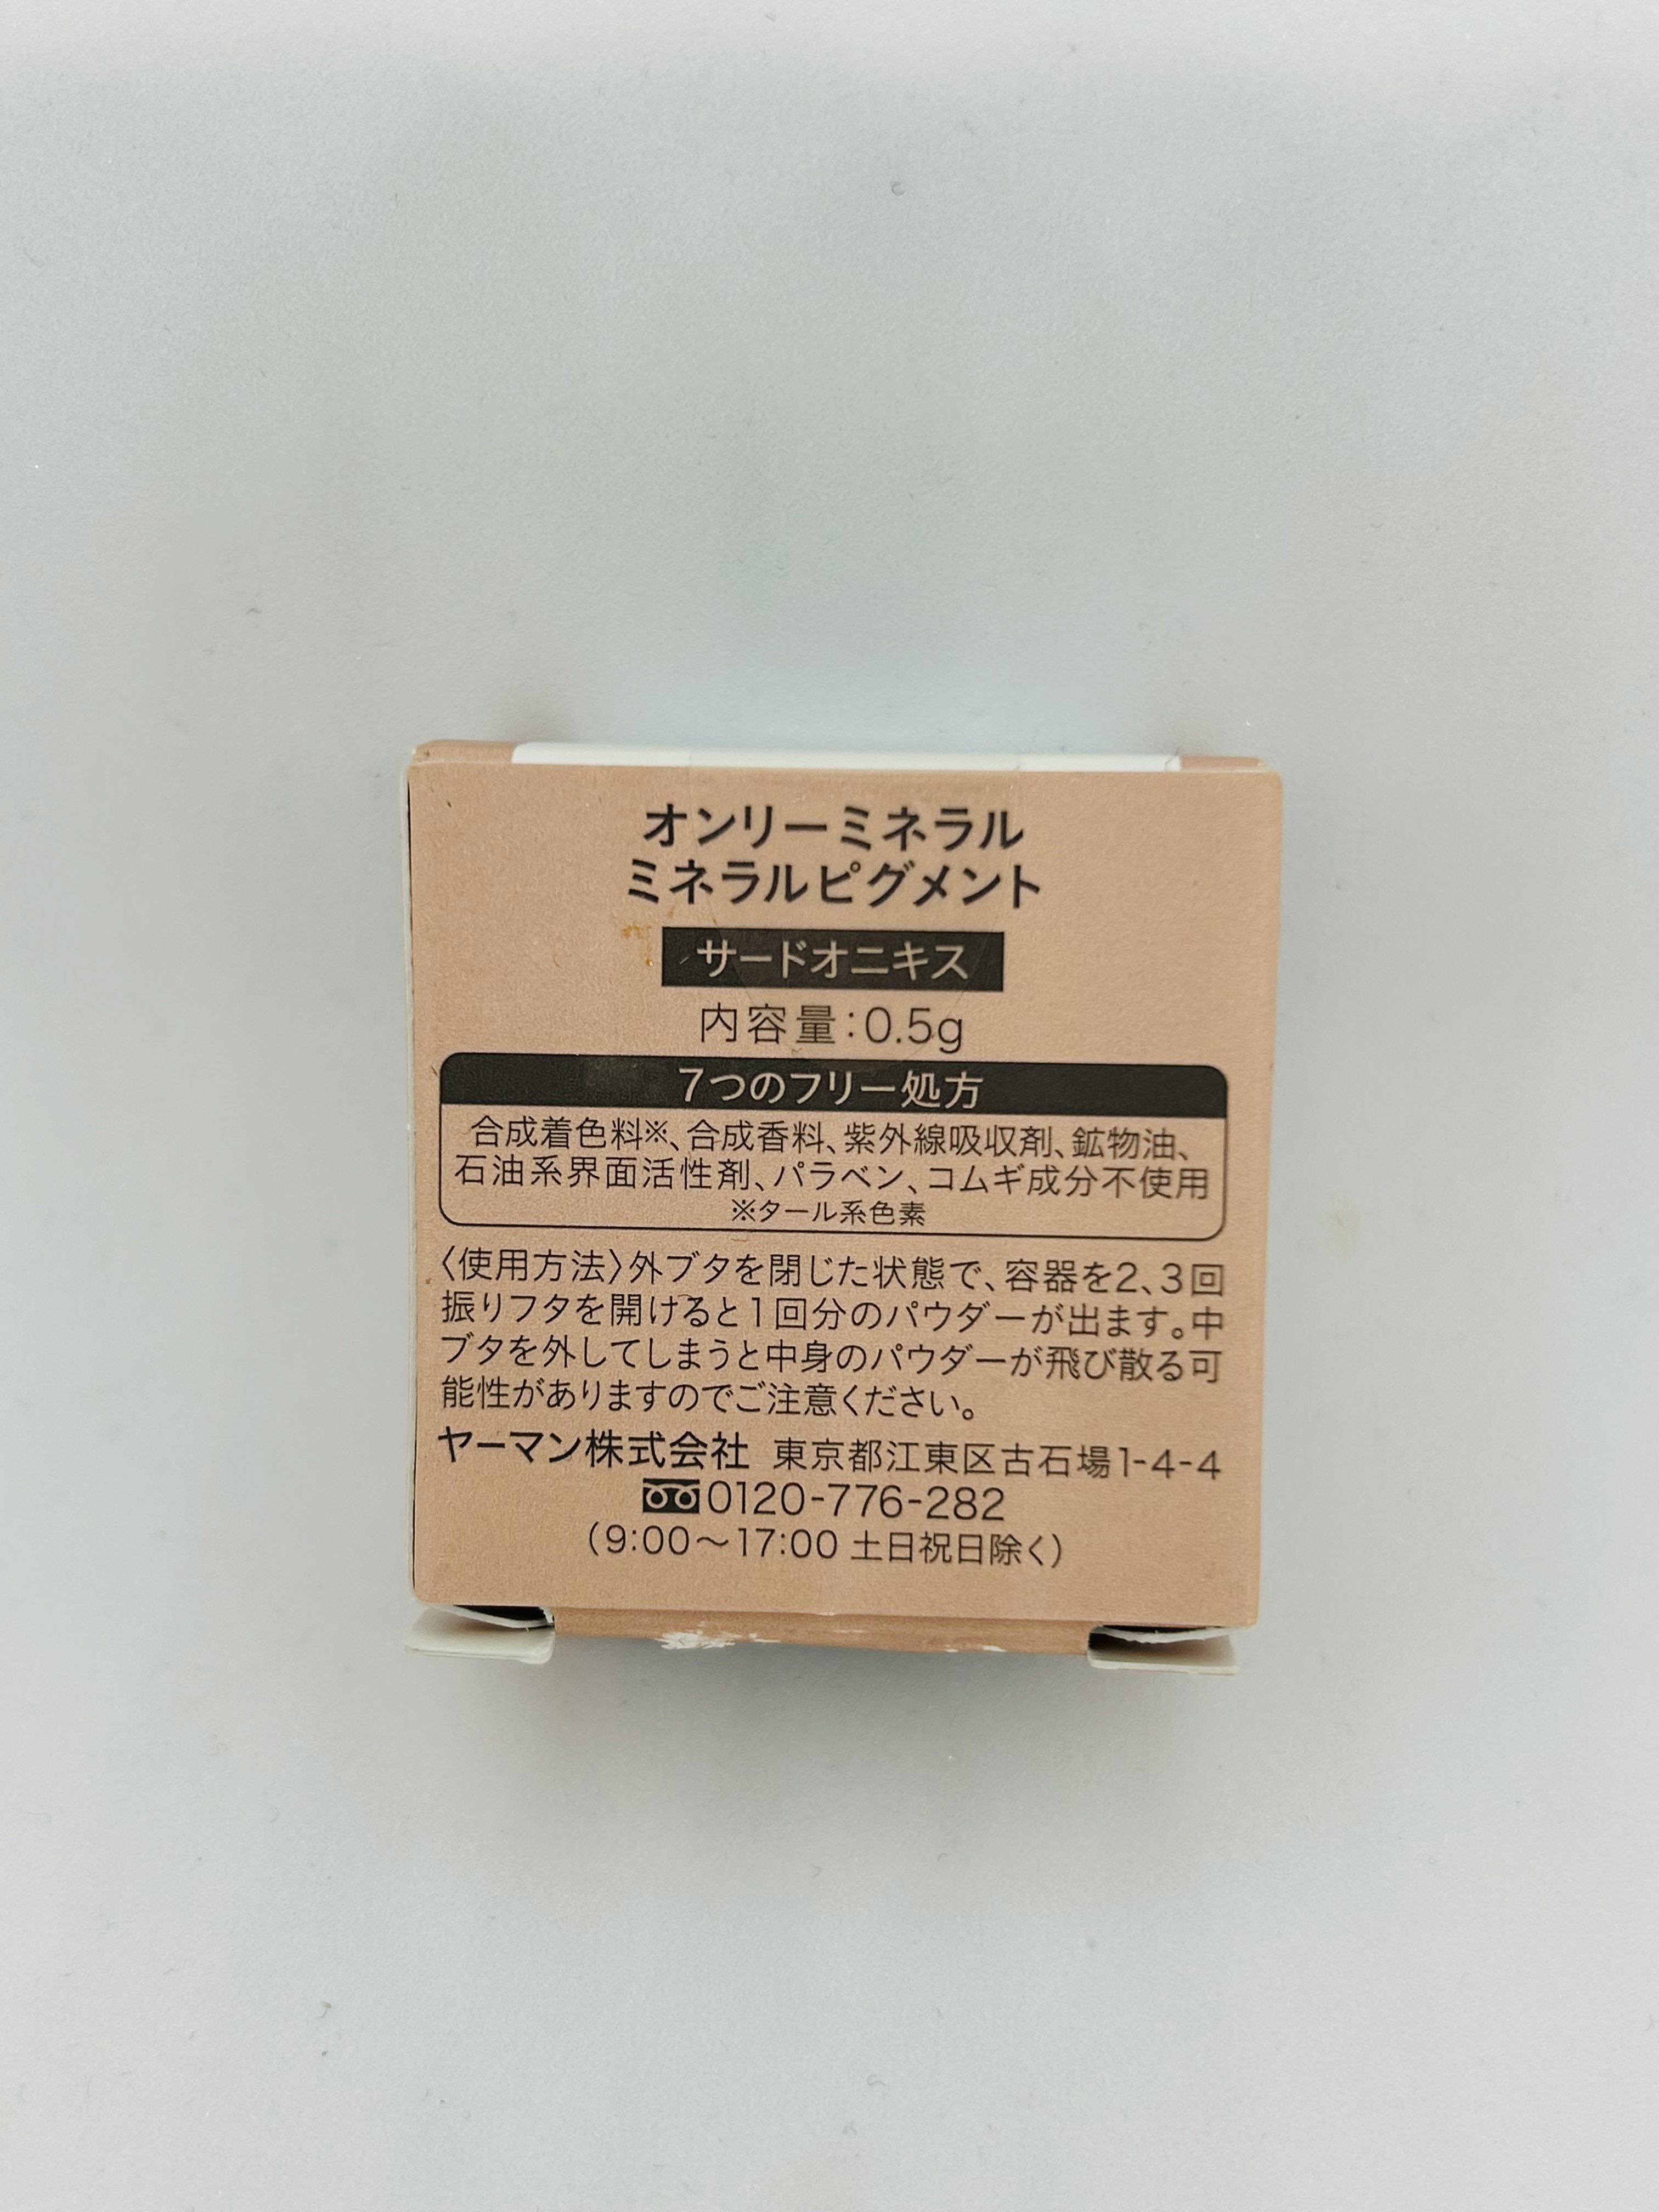 オンリーミネラル
ミネラルピグメント
サードオニキス
内容量:0.5g
7つのフリー処方
合成着色料※、合成香料、紫外線吸収剤、鉱物油、
石油系界面活性剤、パラベン、コムギ成分不使用
※タール系色素
〈使用方法〉外ブタを閉じた状態で、容器を2、3回
振りフタを開けると1回分のパウダーが出ます。中
ブタを外してしまうと中身のパウダーが飛び散る可
能性がありますのでご注意ください。
ヤーマン株式会社 東京都江東区古石場1-4-4
0120-776-282
(9:00〜17:00 土日祝日除く)